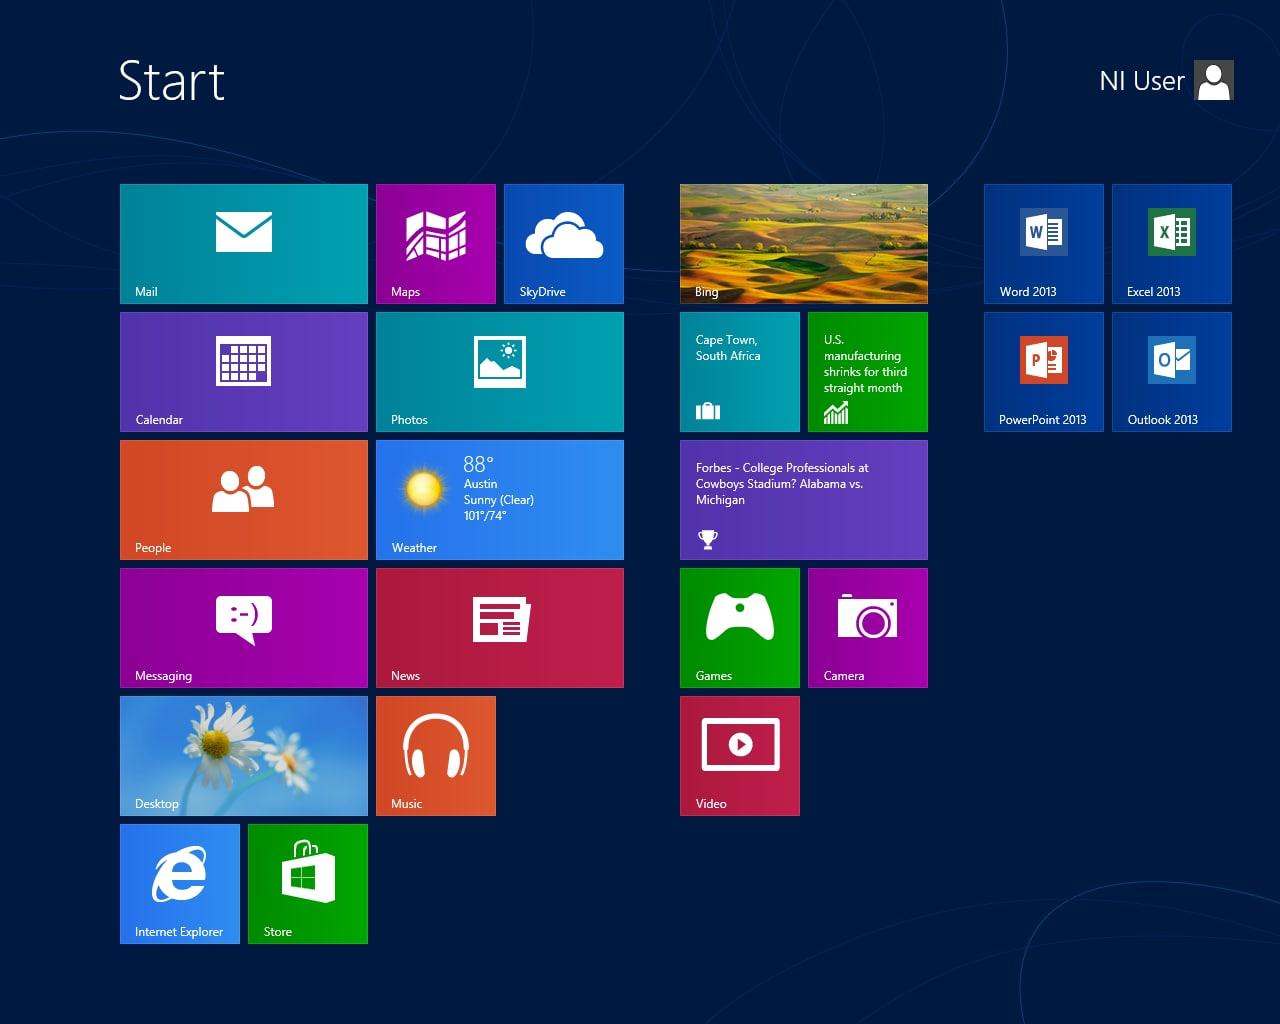 Start
NI User
Mail
Maps
SkyDrive
Calendar
Photos
People
88°
Austin
Sunny (Clear)
101°/74°
Weather
Messaging
:-)
News
Desktop
Music
Internet Explorer
Store
Bing
Cape Town,
South Africa
U.S.
manufacturing
shrinks for third
straight month
Forbes - College Professionals at
Cowboys Stadium? Alabama vs.
Michigan
Games
Camera
Video
W
Word 2013
X
Excel 2013
P
PowerPoint 2013
O
Outlook 2013